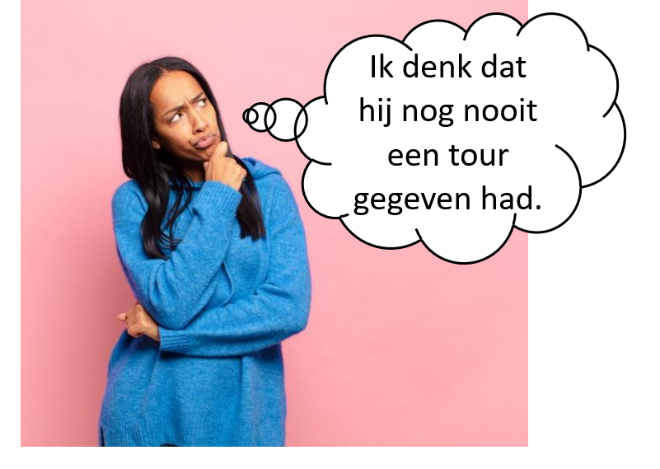 Ik denk dat
hij nog nooit
een tour
gegeven had.